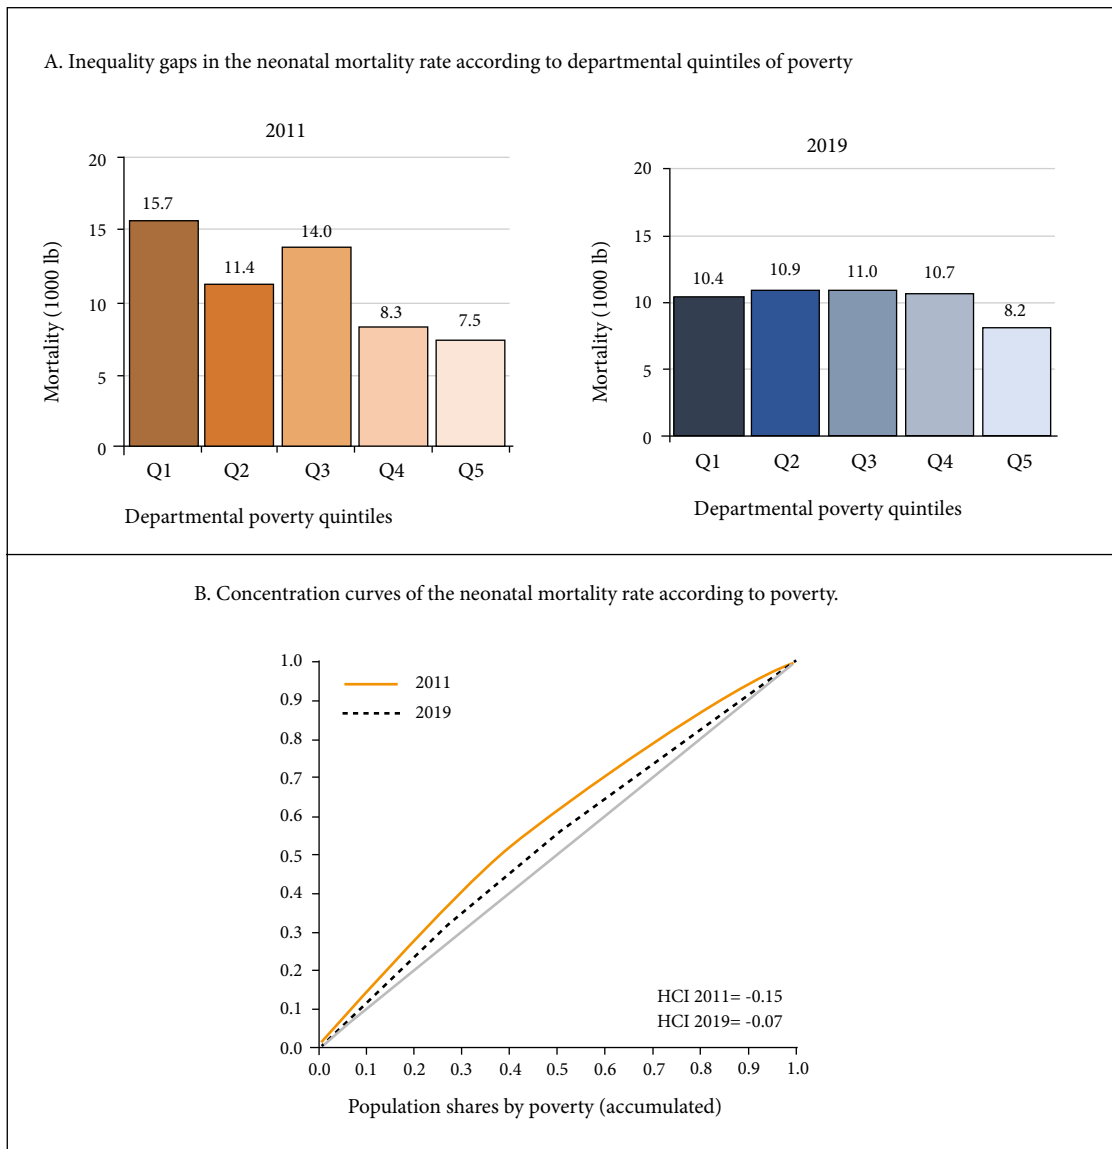 A. Inequality gaps in the neonatal mortality rate according to departmental quintiles of poverty
2011
Mortality (1000 lb)
20
15
10
5
0
15.7
11.4
14.0
8.3
7.5
Q1 Q2 Q3 Q4 Q5
Departmental poverty quintiles
2019
Mortality (1000 lb)
20
15
10
5
0
10.4
10.9
11.0
10.7
8.2
Q1 Q2 Q3 Q4 Q5
Departmental poverty quintiles
B. Concentration curves of the neonatal mortality rate according to poverty.
1.0
0.9
0.8
0.7
0.6
0.5
0.4
0.3
0.2
0.1
0.0
2011
2019
HCI 2011= -0.15
HCI 2019= -0.07
0.0 0.1 0.2 0.3 0.4 0.5 0.6 0.7 0.8 0.9 1.0
Population shares by poverty (accumulated)